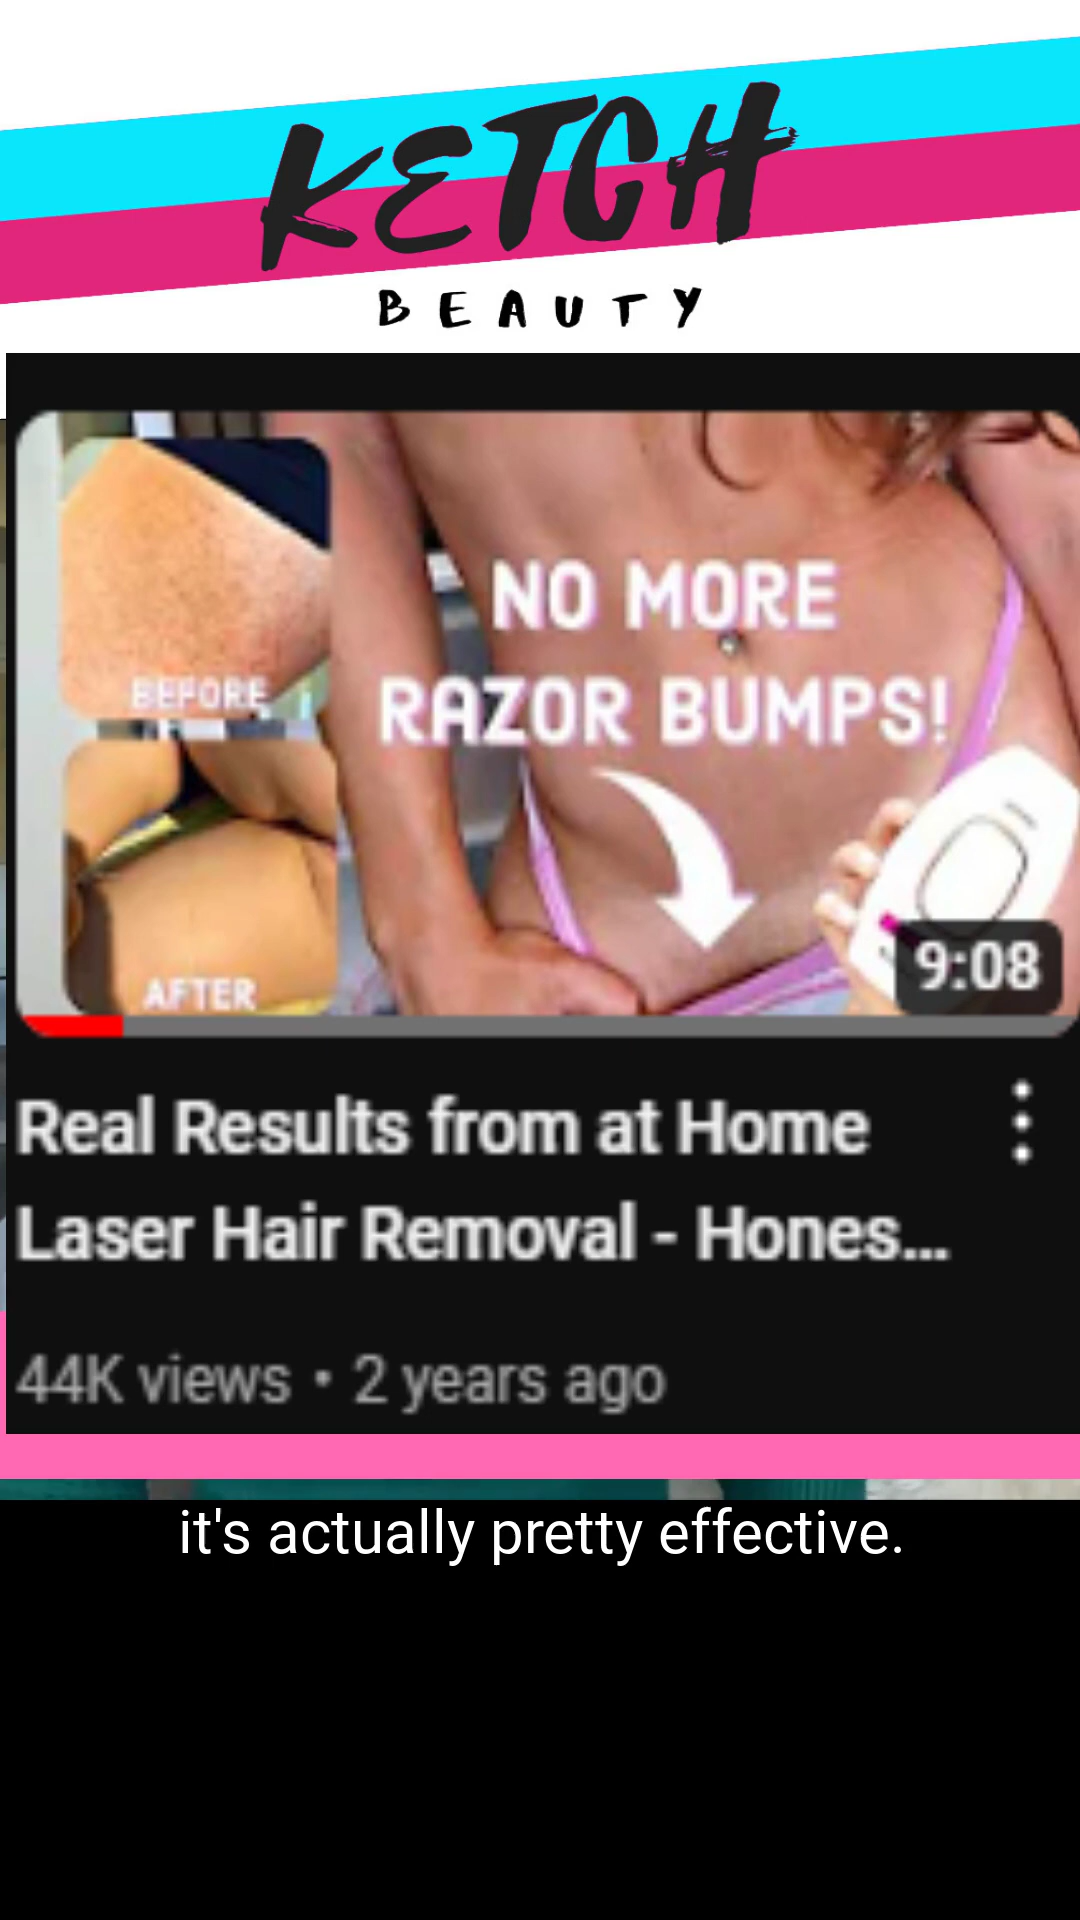 KETCH
BEAUTY
NO MORE
RAZOR BUMPS!
BEFORE
AFTER
9:08
Real Results from at Home
Laser Hair Removal - Hones...
44K views • 2 years ago
it's actually pretty effective.